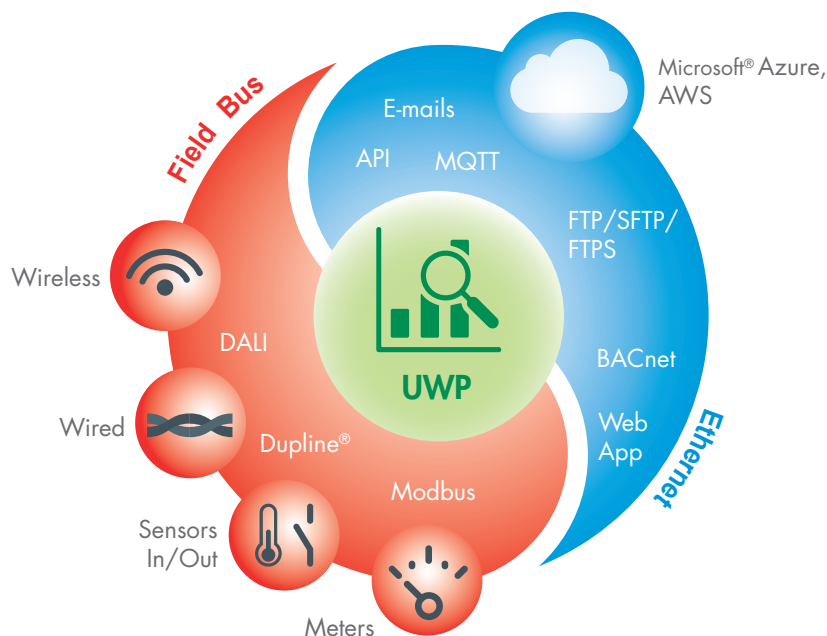 Microsoft® Azure,
AWS
Field Bus
E-mails
API
MQTT
FTP/SFTP/
FTPS
Wireless
DALI
UWP
BACnet
Wired
Dupline®
Web
App
Ethernet
Modbus
Sensors
In/Out
Meters